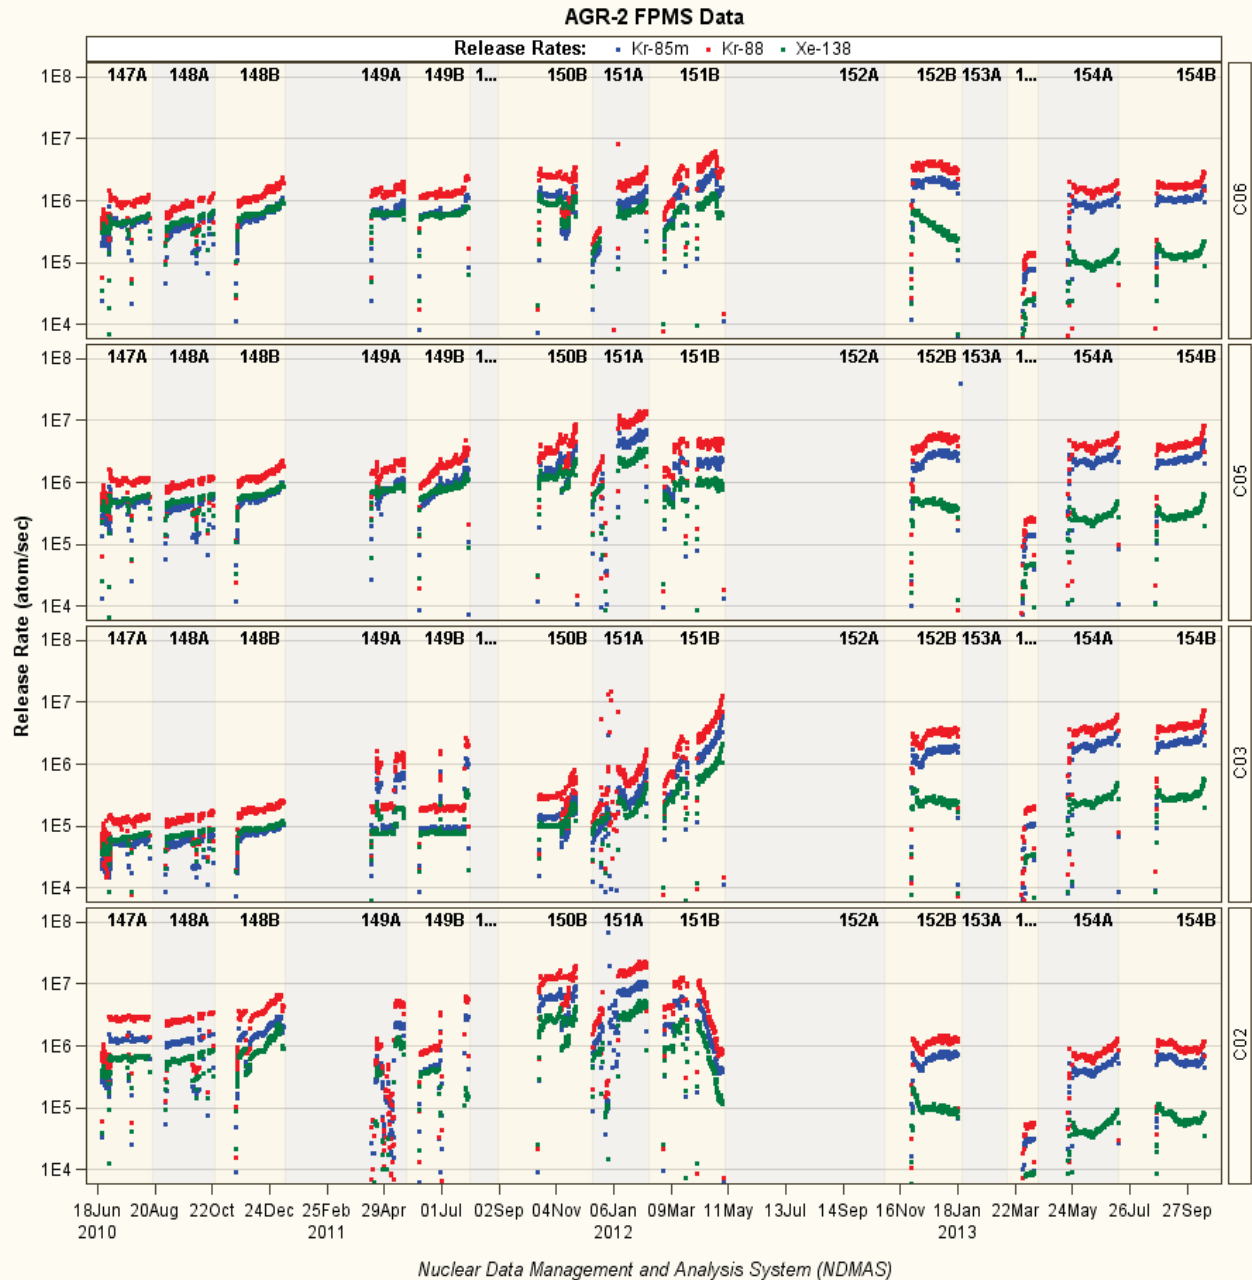 AGR-2 FPMS Data
Release Rates: Kr-85m Kr-88 Xe-138
147A 148A 148B 149A 149B 1... 150B 151A 151B 152A 152B 153A 1... 154A 154B
1E8
1E7
1E6
1E5
1E4
C06
147A 148A 148B 149A 149B 1... 150B 151A 151B 152A 152B 153A 1... 154A 154B
1E8
1E7
1E6
1E5
1E4
C05
Release Rate (atom/sec)
147A 148A 148B 149A 149B 1... 150B 151A 151B 152A 152B 153A 1... 154A 154B
1E8
1E7
1E6
1E5
1E4
C03
147A 148A 148B 149A 149B 1... 150B 151A 151B 152A 152B 153A 1... 154A 154B
1E8
1E7
1E6
1E5
1E4
C02
18Jun 20Aug 22Oct 24Dec 25Feb 29Apr 01Jul 02Sep 04Nov 06Jan 09Mar 11May 13Jul 14Sep 16Nov 18Jan 22Mar 24May 26Jul 27Sep
2010 2011 2012 2013
Nuclear Data Management and Analysis System (NDMAS)